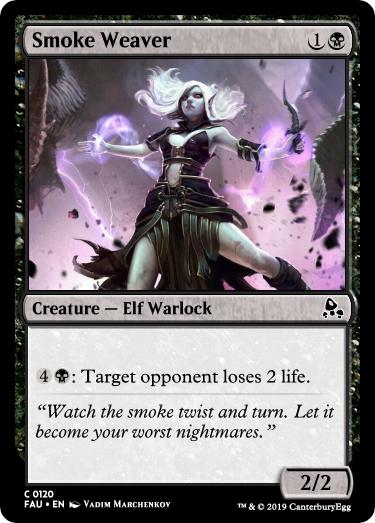 Smoke Weaver 1
Creature — Elf Warlock
4 : Target opponent loses 2 life.
“Watch the smoke twist and turn. Let it
become your worst nightmares.”
2/2
C 0120
FAU • EN Vadim Marchenkov
™ & © 2019 CanterburyEgg